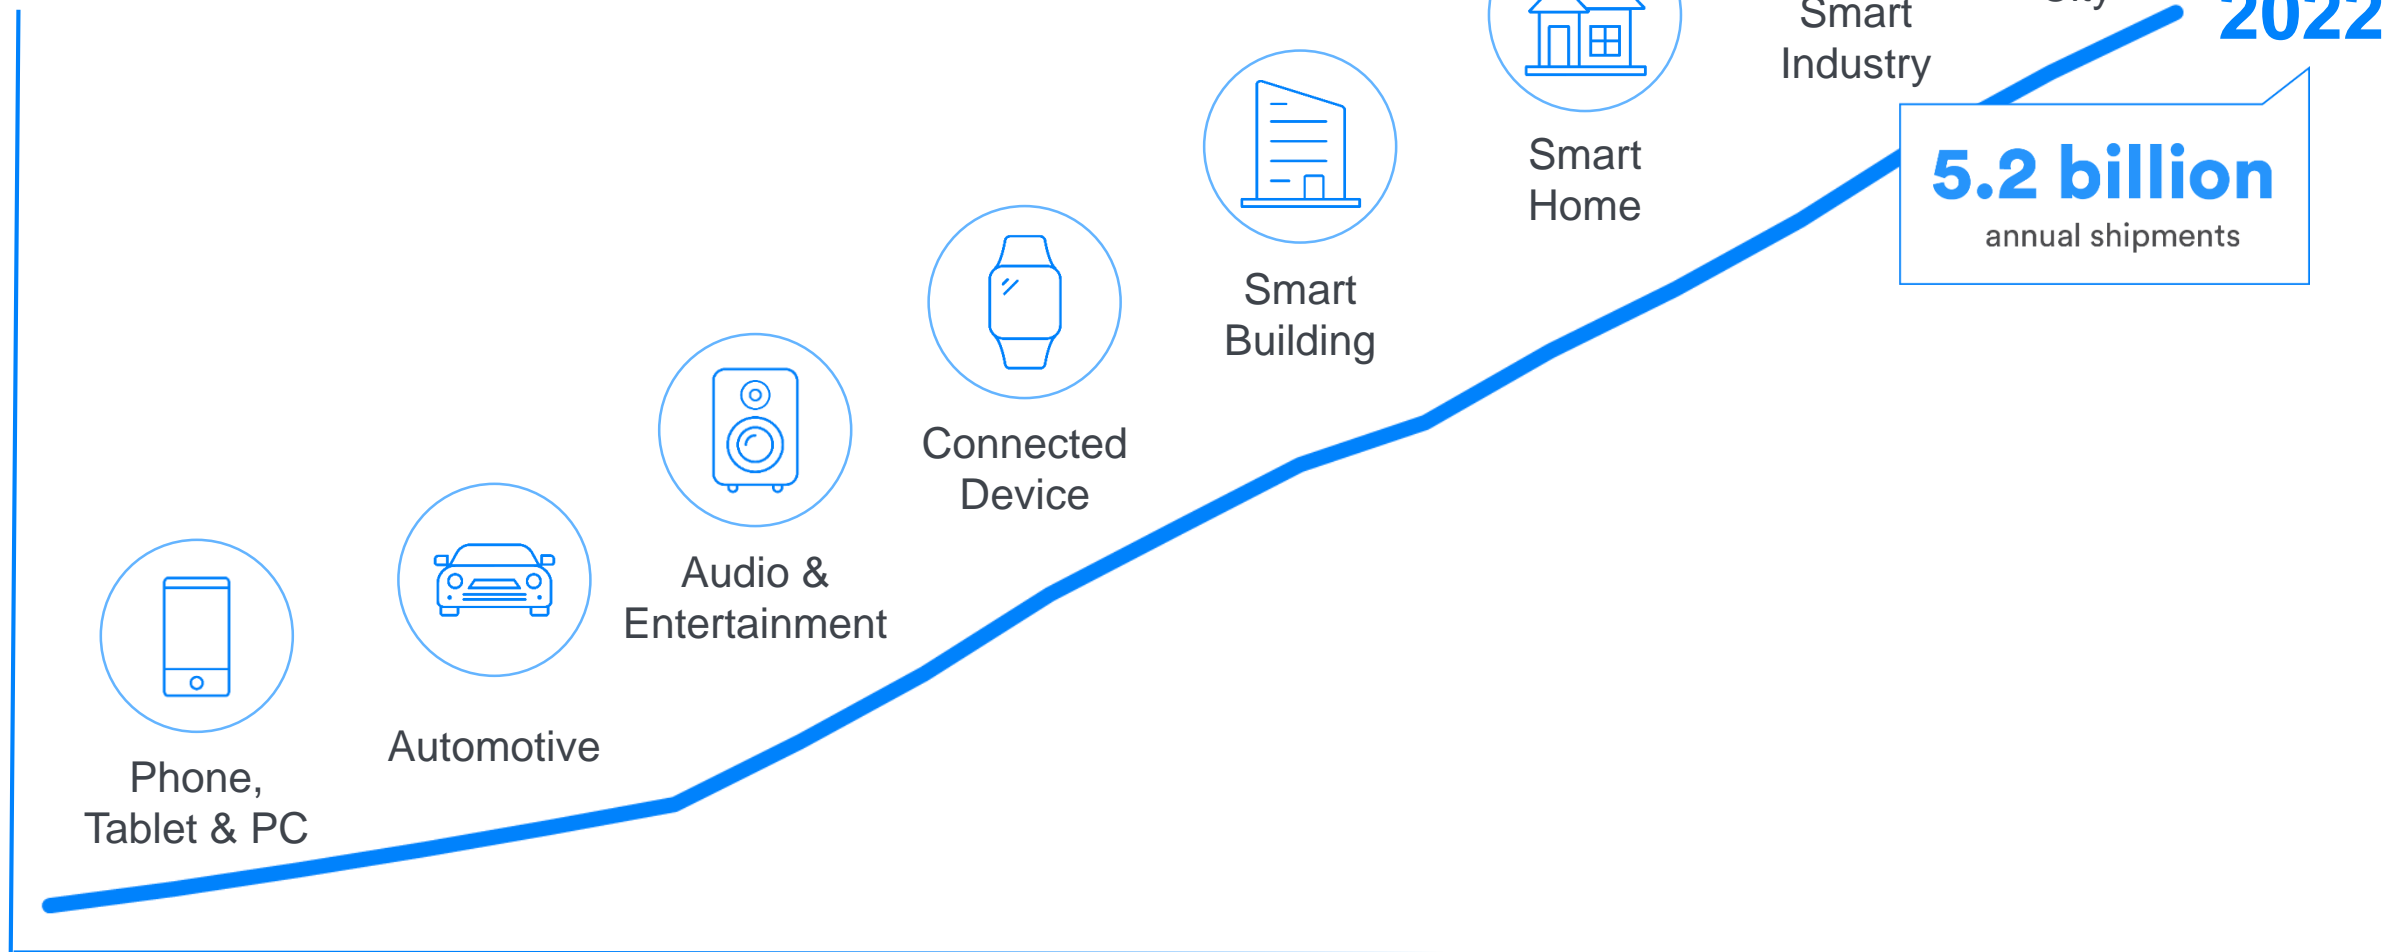 Phone,
Tablet & PC
Automotive
Audio &
Entertainment
Connected
Device
Smart
Building
Smart
Home
Smart
Industry
2022
5.2 billion
annual shipments